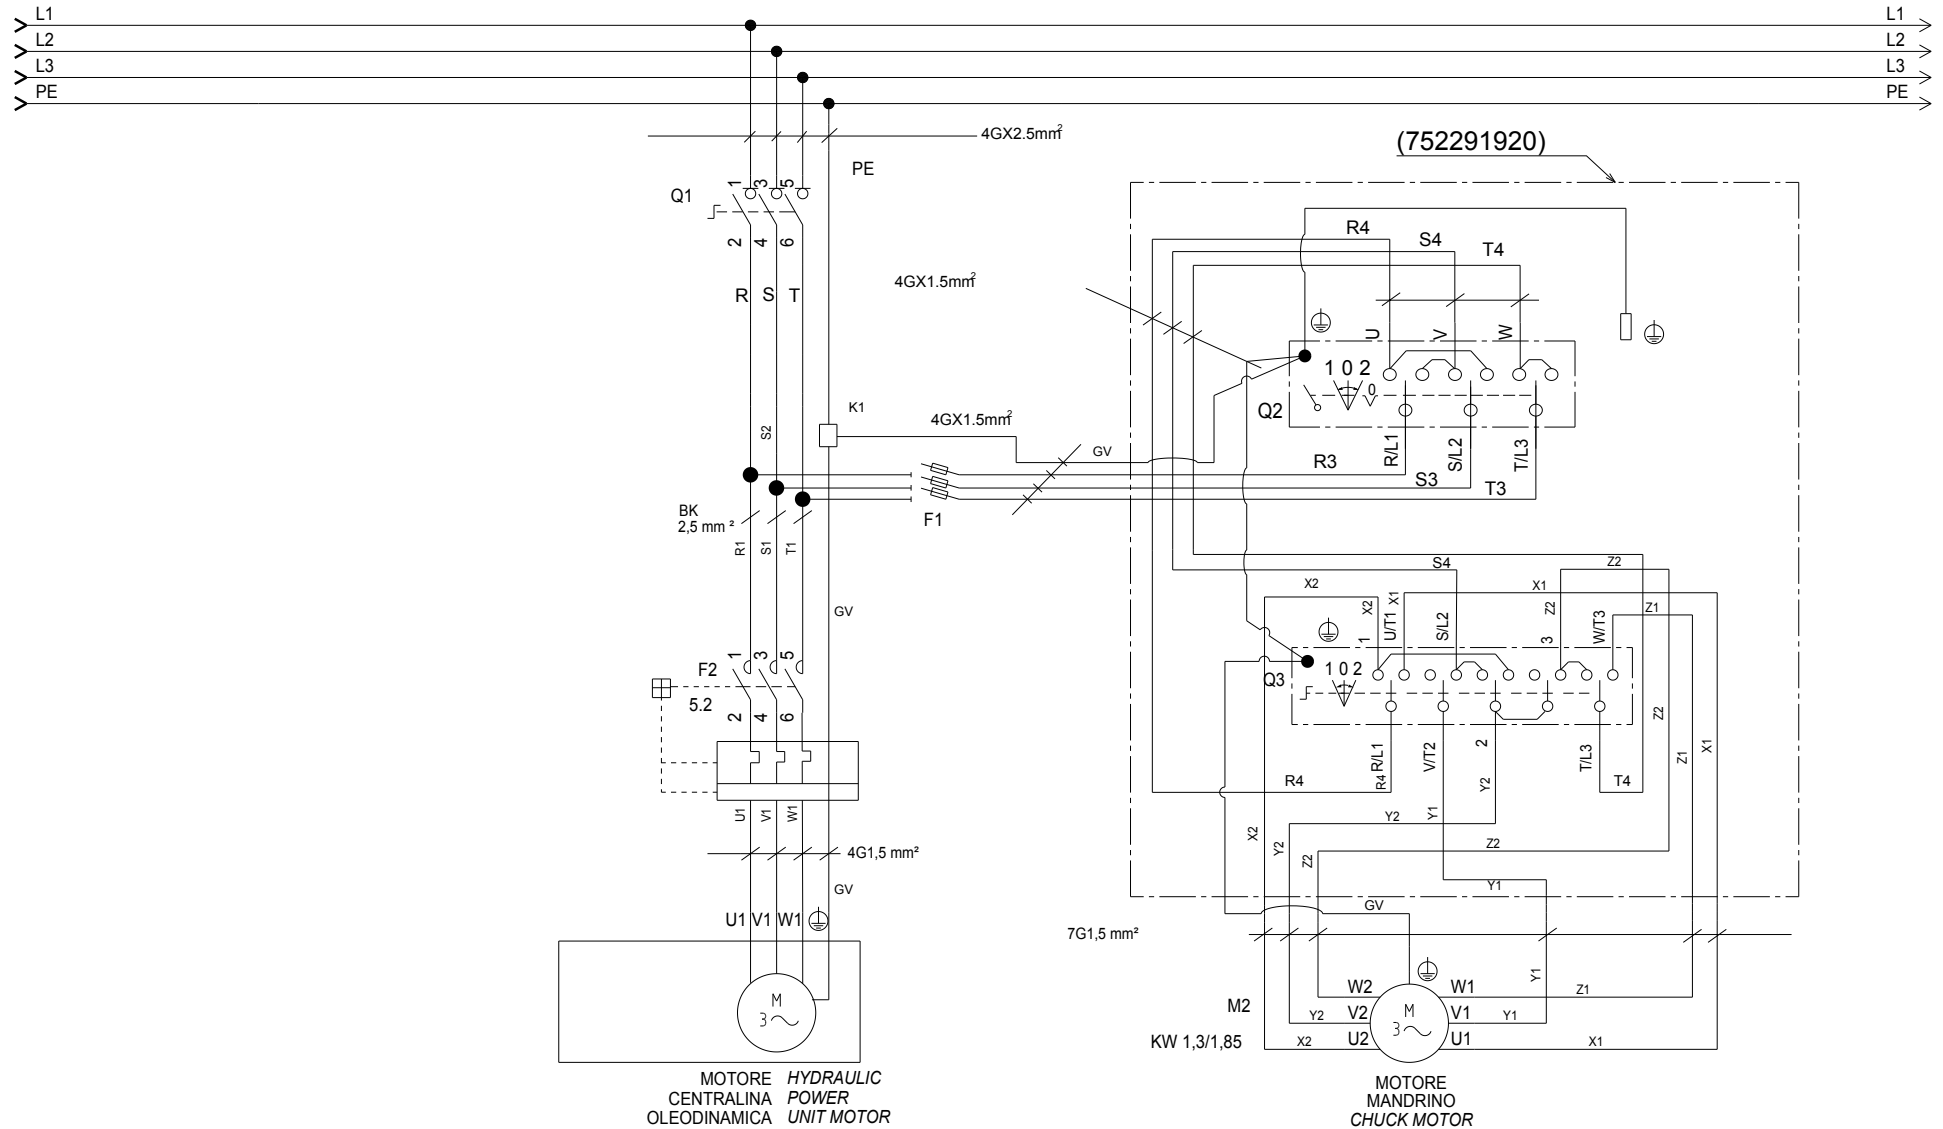 L1
L1
L2
L2
L3
L3
PE
PE
4GX2.5mm²
(752291920)
PE
1
3
5
Q1
2
4
6
R4
S4
T4
4GX1.5mm²
R
S
T
U
V
W
1 0 2
0
Q2
K1
4GX1.5mm²
S2
GV
R/L1
S/L2
T/L3
R3
S3
T3
F1
BK
2,5 mm ²
R1
S1
T1
S4
Z2
X2
X1
GV
X2
X1
Z2
Z1
1
U/T1
S/L2
3
W/T3
1
3
5
F2
1 0 2
Q3
5.2
2
4
6
Z2
Z1
X1
2
R/L1
V/T2
T/L3
R4
R4
Y2
T4
U1
V1
W1
Y2
Y1
X2
Y2
Z2
Z2
4G1,5 mm²
GV
Y1
GV
U1
V1
W1
7G1,5 mm²
Y1
W2
W1
Z1
M
3
M2
Y2
V2
M
3
V1
Y1
KW 1,3/1,85
X2
U2
U1
X1
MOTORE
CENTRALINA
OLEODINAMICA
HYDRAULIC
POWER
UNIT MOTOR
MOTORE
MANDRINO
CHUCK MOTOR